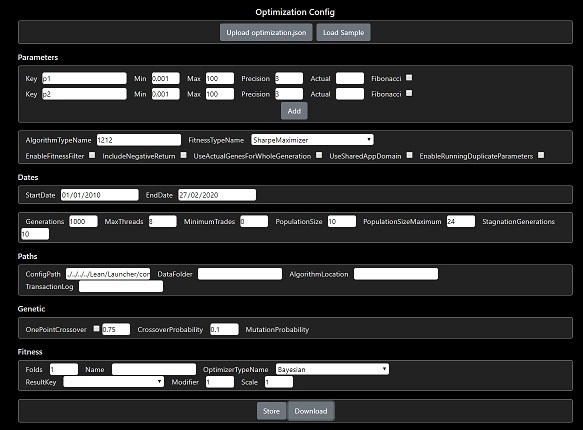 Optimization Config
Upload optimization.json Load Sample
Parameters
Key p1 Min 0.001 Max 100 Precision 3 Actual Fibonacci
Key p2 Min 0.001 Max 100 Precision 3 Actual Fibonacci
Add
AlgorithmTypeName 1212 FitnessTypeName SharpeMaximizer
EnableFitnessFilter IncludeNegativeReturn UseActualGenesForWholeGeneration UseSharedAppDomain EnableRunningDuplicateParameters
Dates
StartDate 01/01/2010 EndDate 27/02/2020
Generations 1000 MaxThreads 8 MinimumTrades 0 PopulationSize 10 PopulationSizeMaximum 24 StagnationGenerations
10
Paths
ConfigPath ../../../../Lean/Launcher/con DataFolder AlgorithmLocation
TransactionLog
Genetic
OnePointCrossover 0.75 CrossoverProbability 0.1 MutationProbability
Fitness
Folds 1 Name OptimizerTypeName Bayesian
ResultKey Modifier 1 Scale 1
Store Download